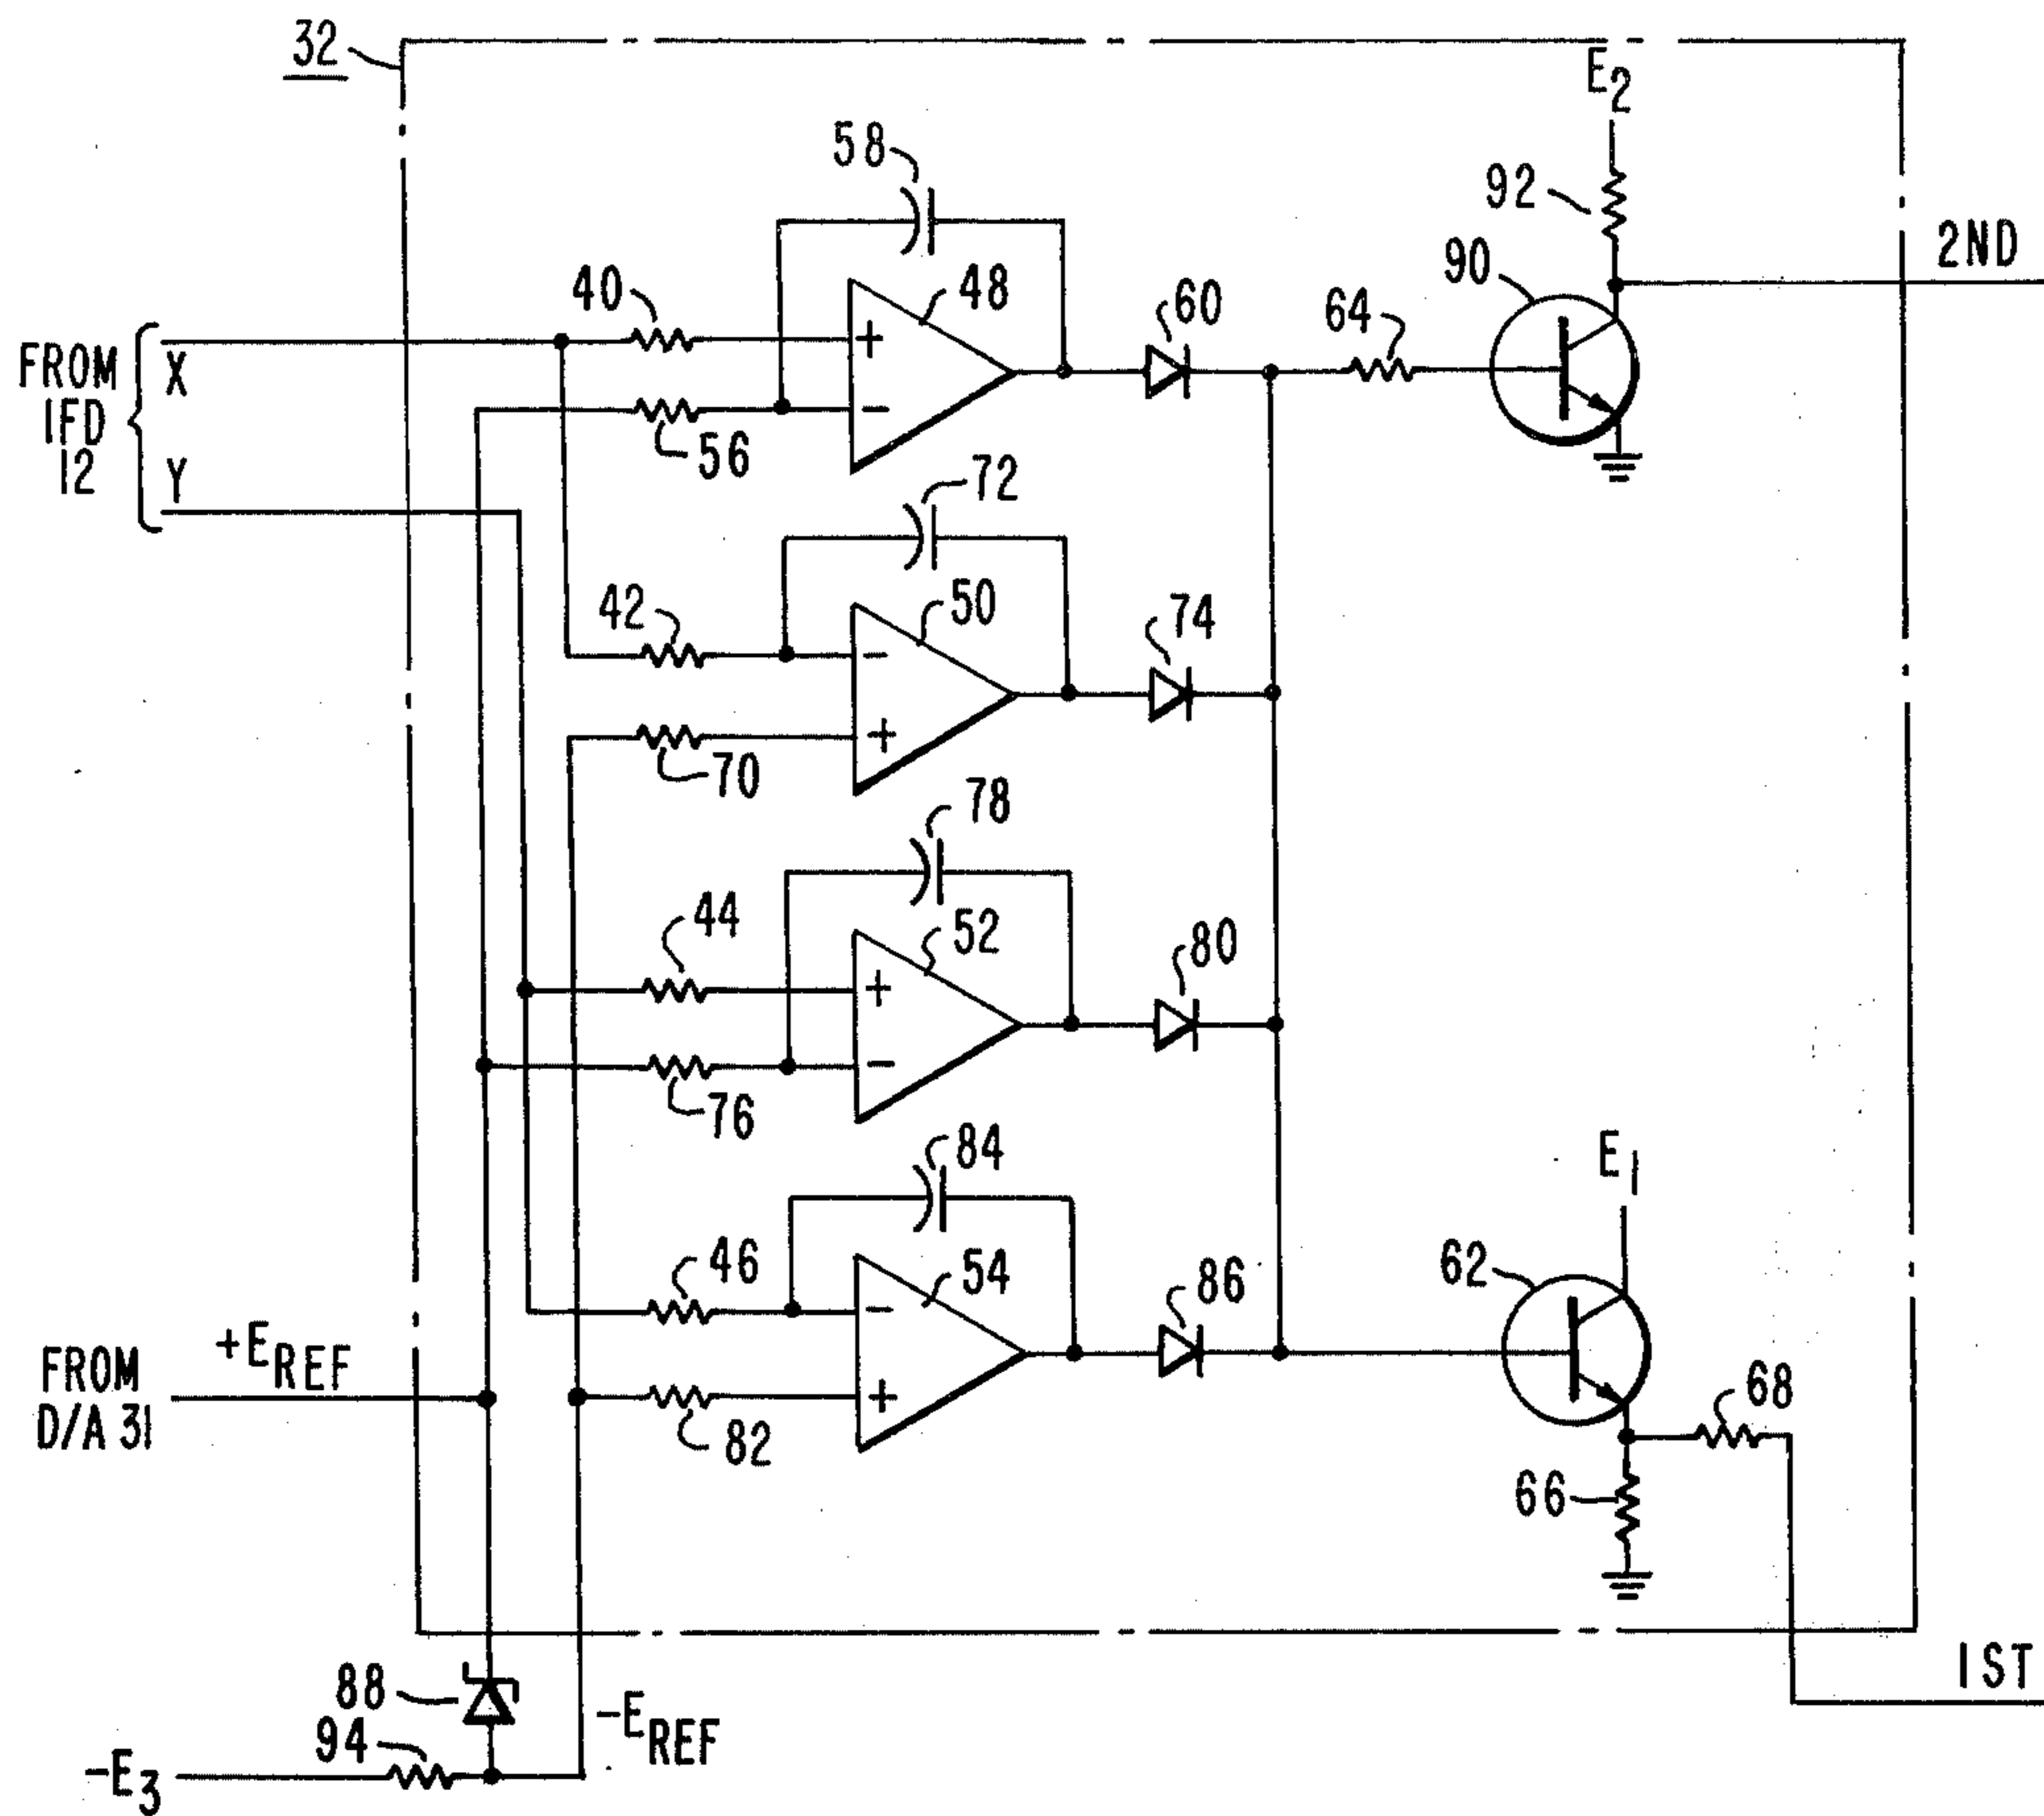 32
E2
58
92
2ND
90
40
48
60
64
FROM
IFD
12
X
+
-
56
Y
72
42
50
74
-
+
70
78
44
52
80
+
-
76
84
E1
46
54
86
62
-
68
FROM
D/A 31
+EREF
+
82
66
1ST
88
-EREF
94
-E3